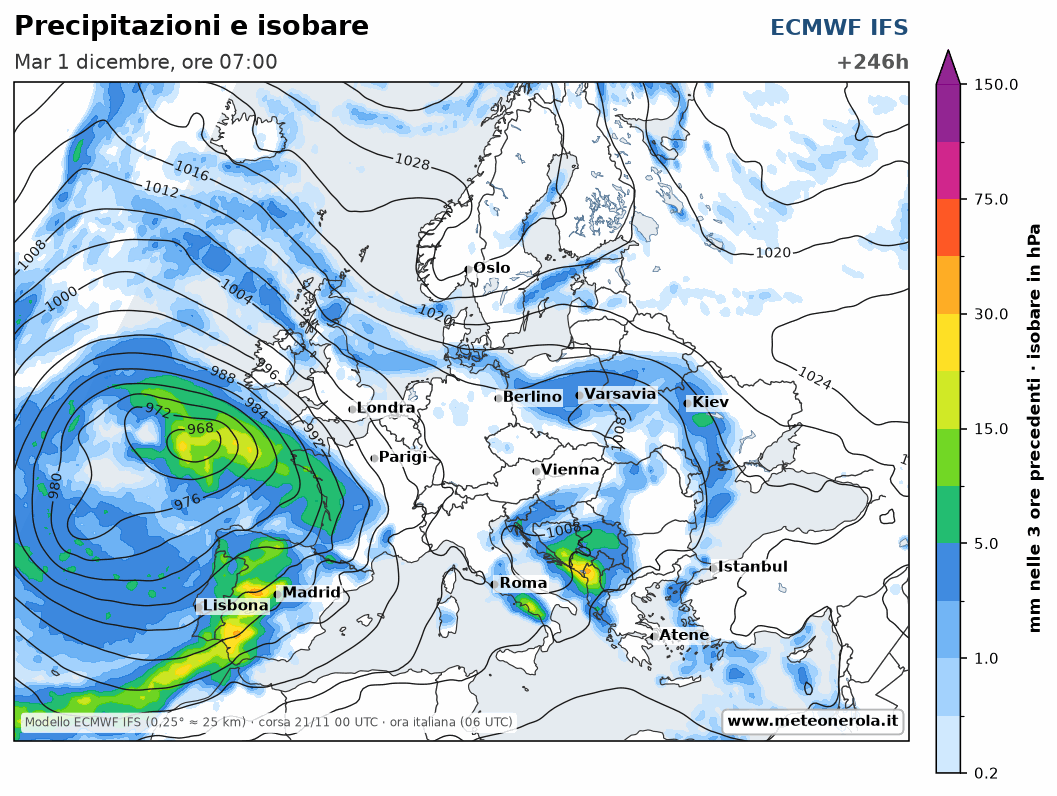 Precipitazioni e isobare
ECMWF IFS
Mar 1 dicembre, ore 07:00
+246h
150.0
75.0
30.0
15.0
5.0
1.0
0.2
mm nelle 3 ore precedenti · isobare in hPa
1028
1016
1012
1008
1004
1000
1020
1020
1024
996
988
984
992
972
968
980
976
1008
1008
Oslo
Londra
Berlino
Varsavia
Kiev
Parigi
Vienna
Roma
Istanbul
Madrid
Lisbona
Atene
Modello ECMWF IFS (0,25° ≈ 25 km) · corsa 21/11 00 UTC · ora italiana (06 UTC)
www.meteonerola.it